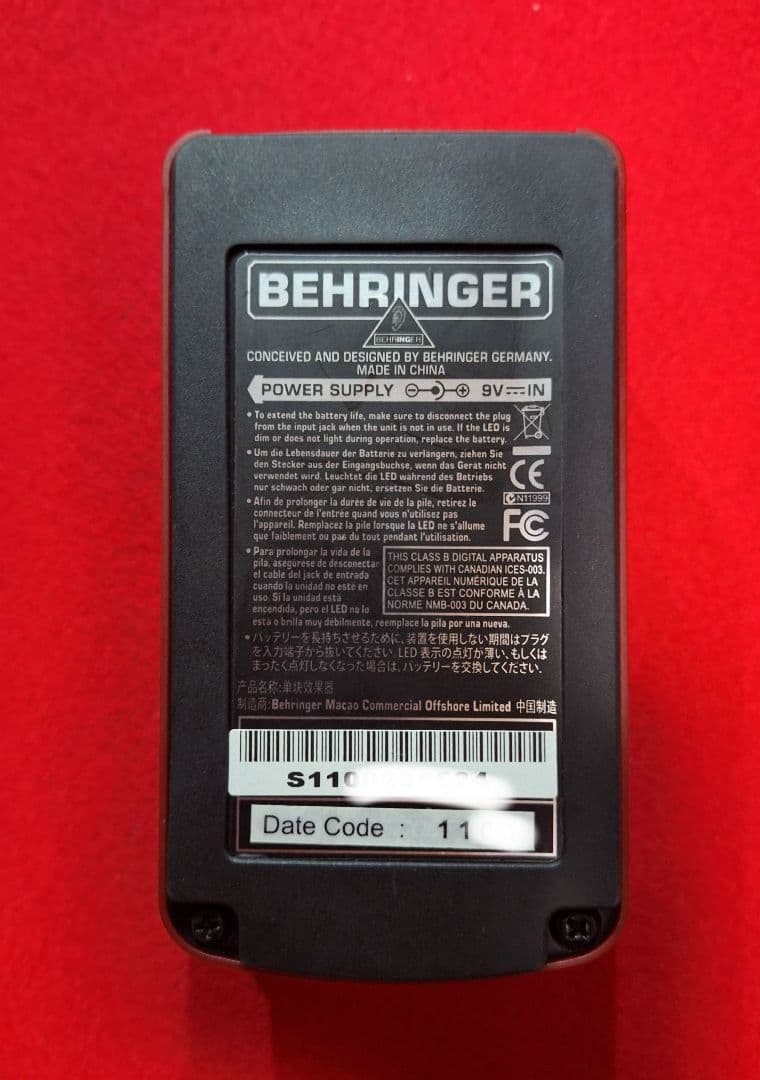 BEHRINGER
BEHRINGER
CONCEIVED AND DESIGNED BY BEHRINGER GERMANY.
MADE IN CHINA
POWER SUPPLY 9V IN
• To extend the battery life, make sure to disconnect the plug
from the input jack when the unit is not in use. If the LED is
dim or does not light during operation, replace the battery.
• Um die Lebensdauer der Batterie zu verlängern, ziehen Sie
den Stecker aus der Eingangsbuchse, wenn das Gerät nicht
verwendet wird. Leuchtet die LED während des Betriebs
nur schwach oder gar nicht, ersetzen Sie die Batterie.
CE
N11999
• Afin de prolonger la durée de vie de la pile, retirez le
connecteur de l'entrée quand vous n'utilizez pas
l'appareil. Remplacez la pile lorsque la LED ne s'allume
que faiblement ou pas du tout pendant l'utilisation.
FC
• Para prolongar la vida de la
pila, asegurese de desconectar
el cable del jack de entrada
cuando la unidad no esté en
uso. Si la unidad está
encendida, pero el LED no lo
esta o brilla muy débilmente, reemplace la pila por una nueva.
THIS CLASS B DIGITAL APPARATUS
COMPLIES WITH CANADIAN ICES-003.
CET APPAREIL NUMÉRIQUE DE LA
CLASSE B EST CONFORME À LA
NORME NMB-003 DU CANADA.
• バッテリーを長持ちさせるために、装置を使用しない期間はプラグ
を入力端子から抜いてください. LED 表示の点灯が薄い、もしくは
まったく点灯しなくなった場合は、バッテリーを交換してください.
产品名称:单块效果器
制造商:Behringer Macao Commercial Offshore Limited 中国制造
Date Code :